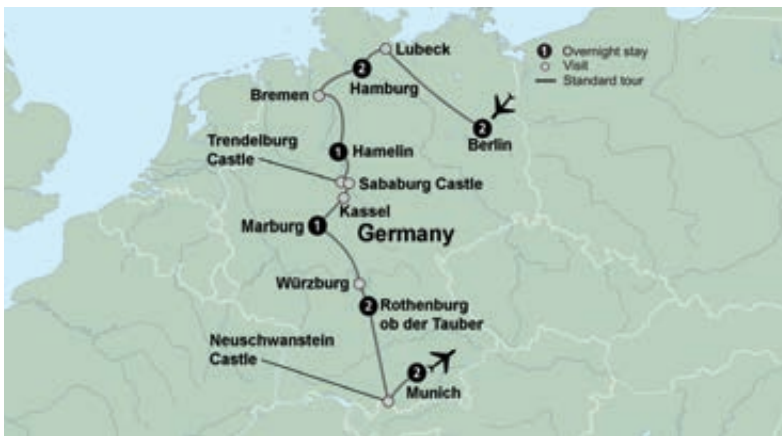 Lubeck
1 Overnight stay
Visit
Standard tour
2
Hamburg
Bremen
2
Berlin
Trendelburg
Castle
1 Hamelin
Sababurg Castle
Kassel
Marburg 1
Germany
Würzburg
2 Rothenburg
ob der Tauber
Neuschwanstein
Castle
2
Munich